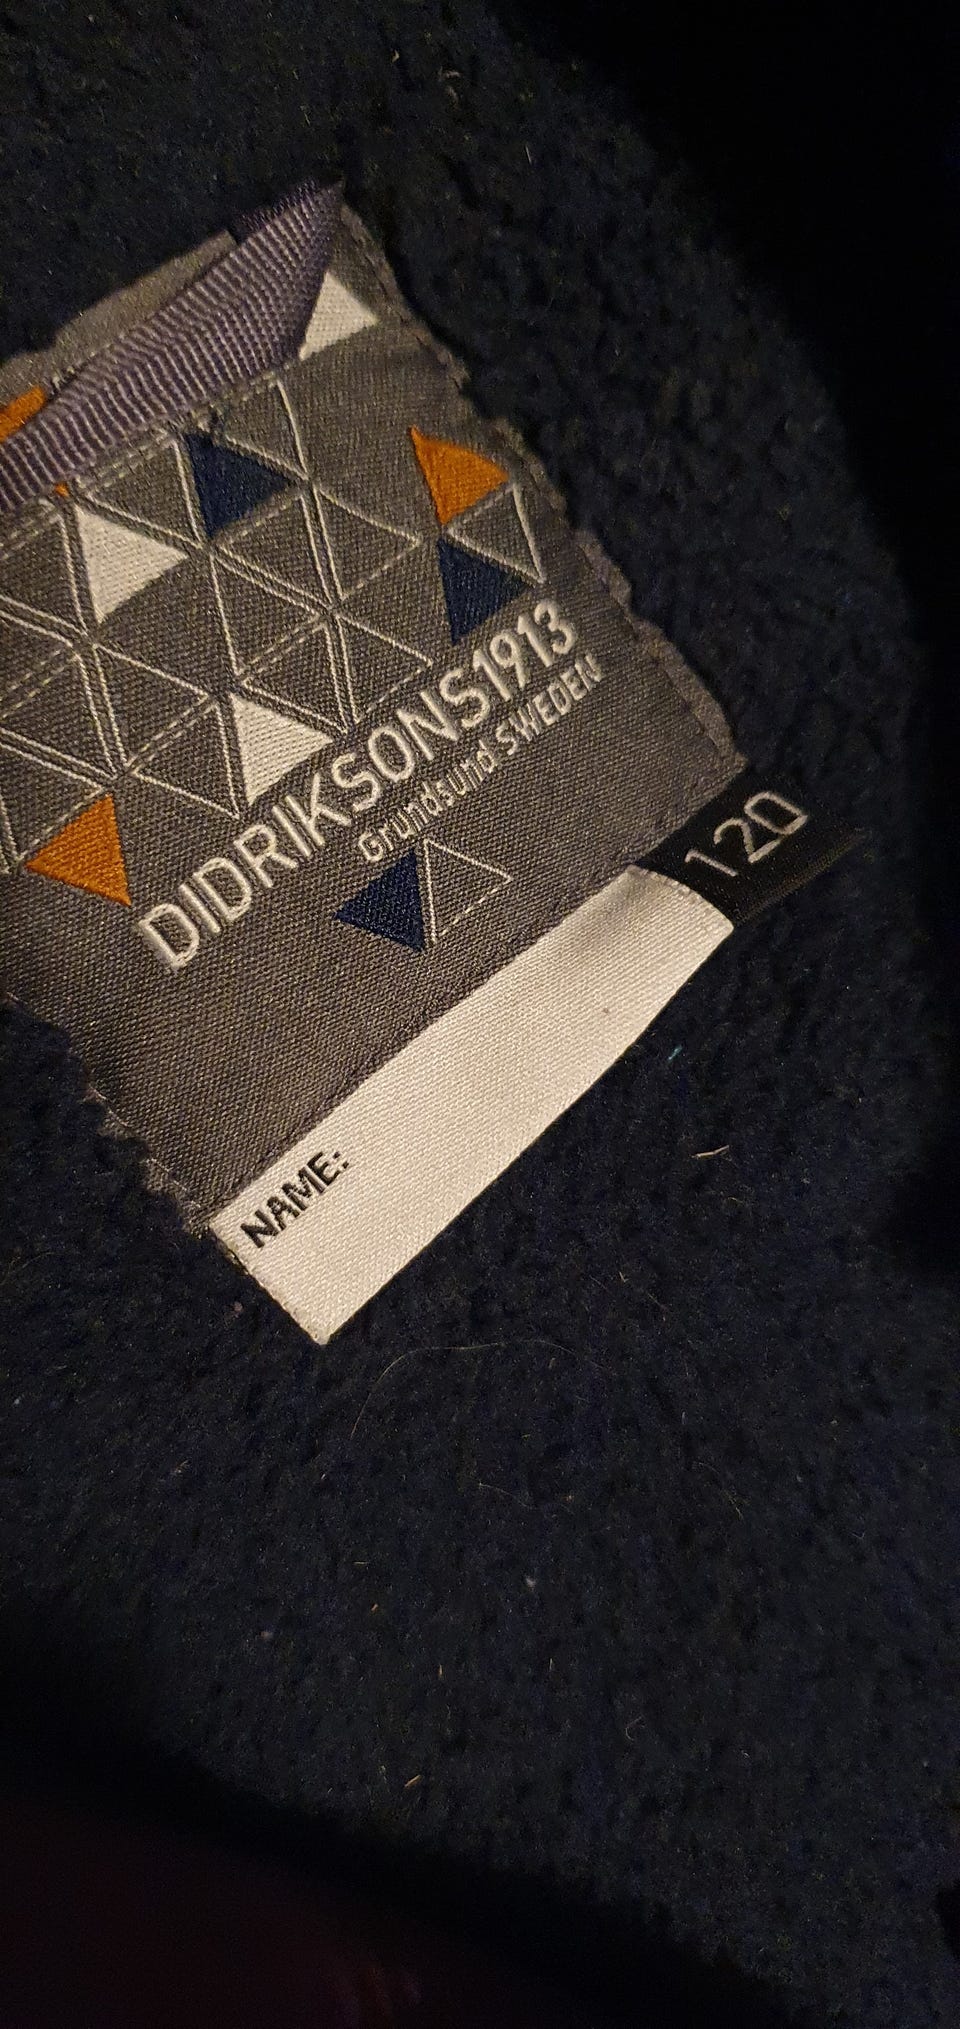 DIDRIKSONS1913
Grundsund SWEDEN
120
NAME: